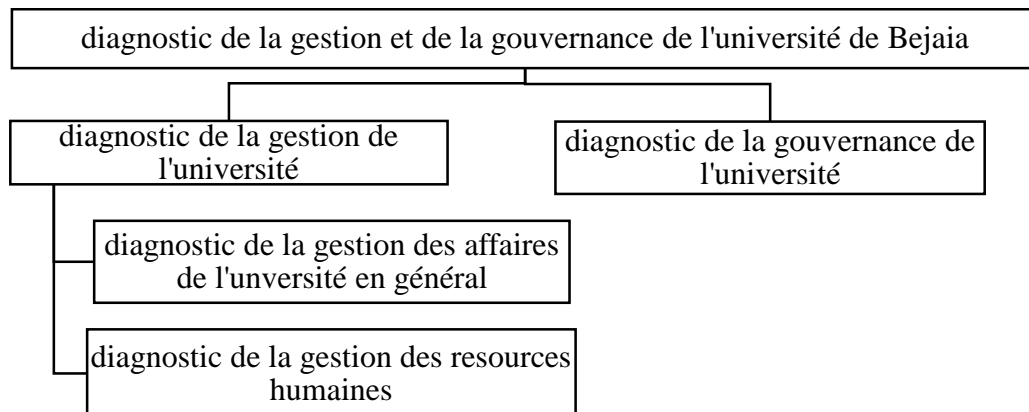 diagnostic de la gestion et de la gouvernance de l'université de Bejaia
diagnostic de la gestion de
l'université
diagnostic de la gouvernance de
l'université
diagnostic de la gestion des affaires
de l'unversité en général
diagnostic de la gestion des resources
humaines